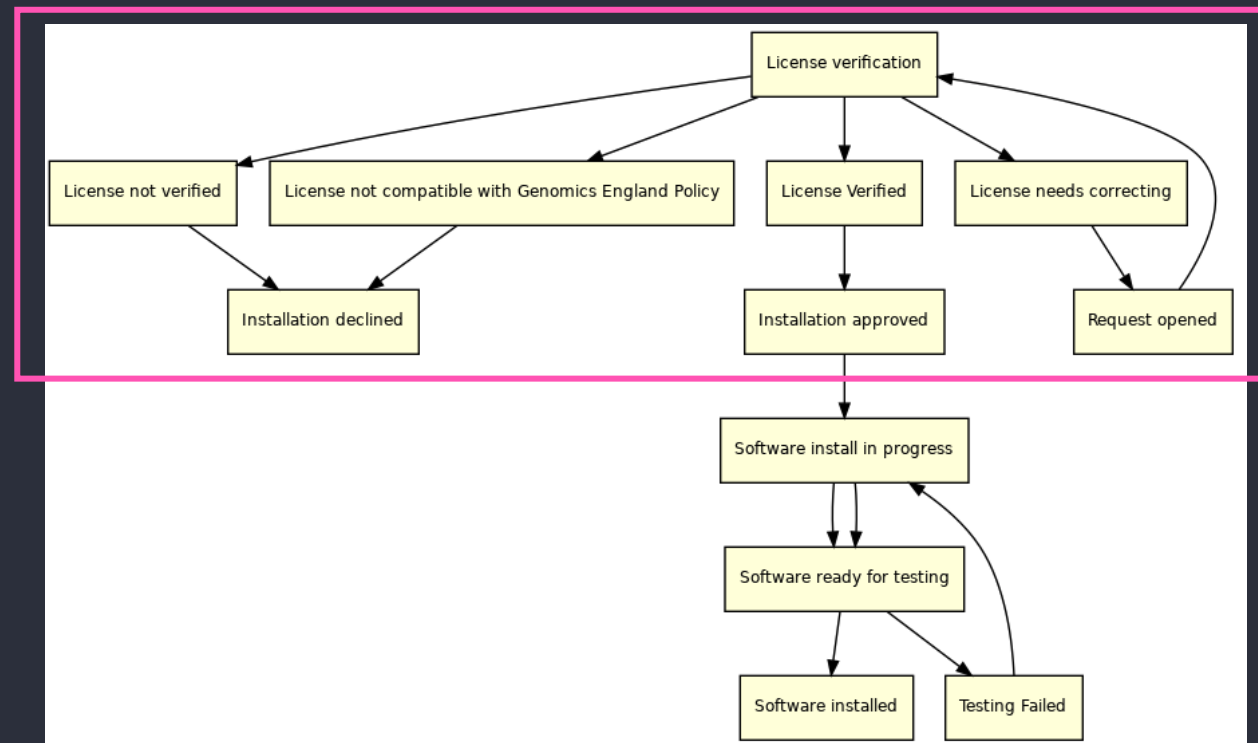 License verification
License not verified
License not compatible with Genomics England Policy
License Verified
License needs correcting
Installation declined
Installation approved
Request opened
Software install in progress
Software ready for testing
Software installed
Testing Failed